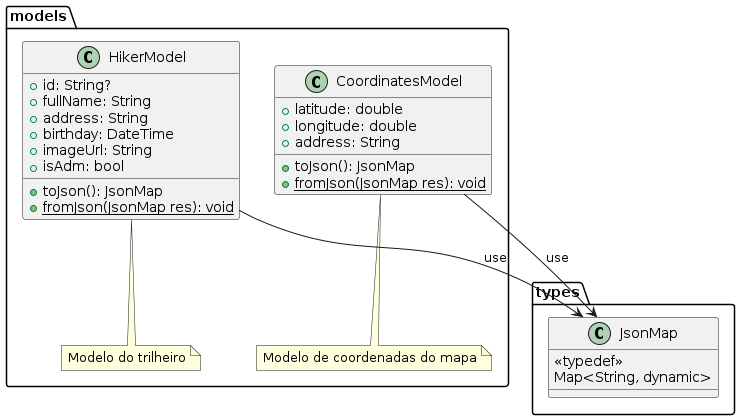 models
HikerModel
id: String?
fullName: String
address: String
birthday: DateTime
imageUrl: String
isAdm: bool
toJson(): JsonMap
fromJson(JsonMap res): void
CoordinatesModel
latitude: double
longitude: double
address: String
toJson(): JsonMap
fromJson(JsonMap res): void
use
use
Modelo do trilheiro
Modelo de coordenadas do mapa
types
JsonMap
«typedef»
Map<String, dynamic>